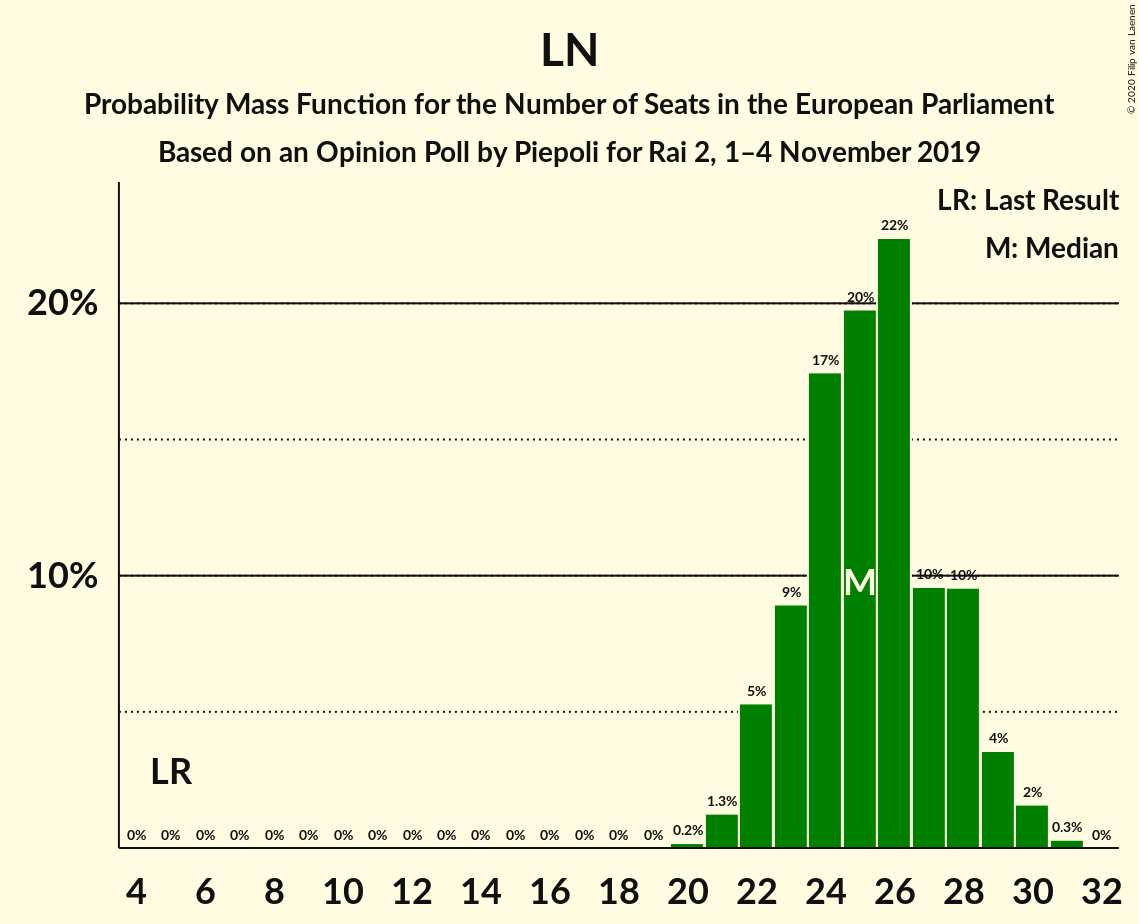 LN
Probability Mass Function for the Number of Seats in the European Parliament
Based on an Opinion Poll by Piepoli for Rai 2, 1–4 November 2019
© 2020 Filip van Laenen
LR: Last Result
M: Median
20%
10%
22%
20%
17%
10% 10%
9%
M
5%
4%
2%
LR
1.3%
0% 0% 0% 0% 0% 0% 0% 0% 0% 0% 0% 0% 0% 0% 0% 0% 0.2% 0.3% 0%
4 6 8 10 12 14 16 18 20 22 24 26 28 30 32